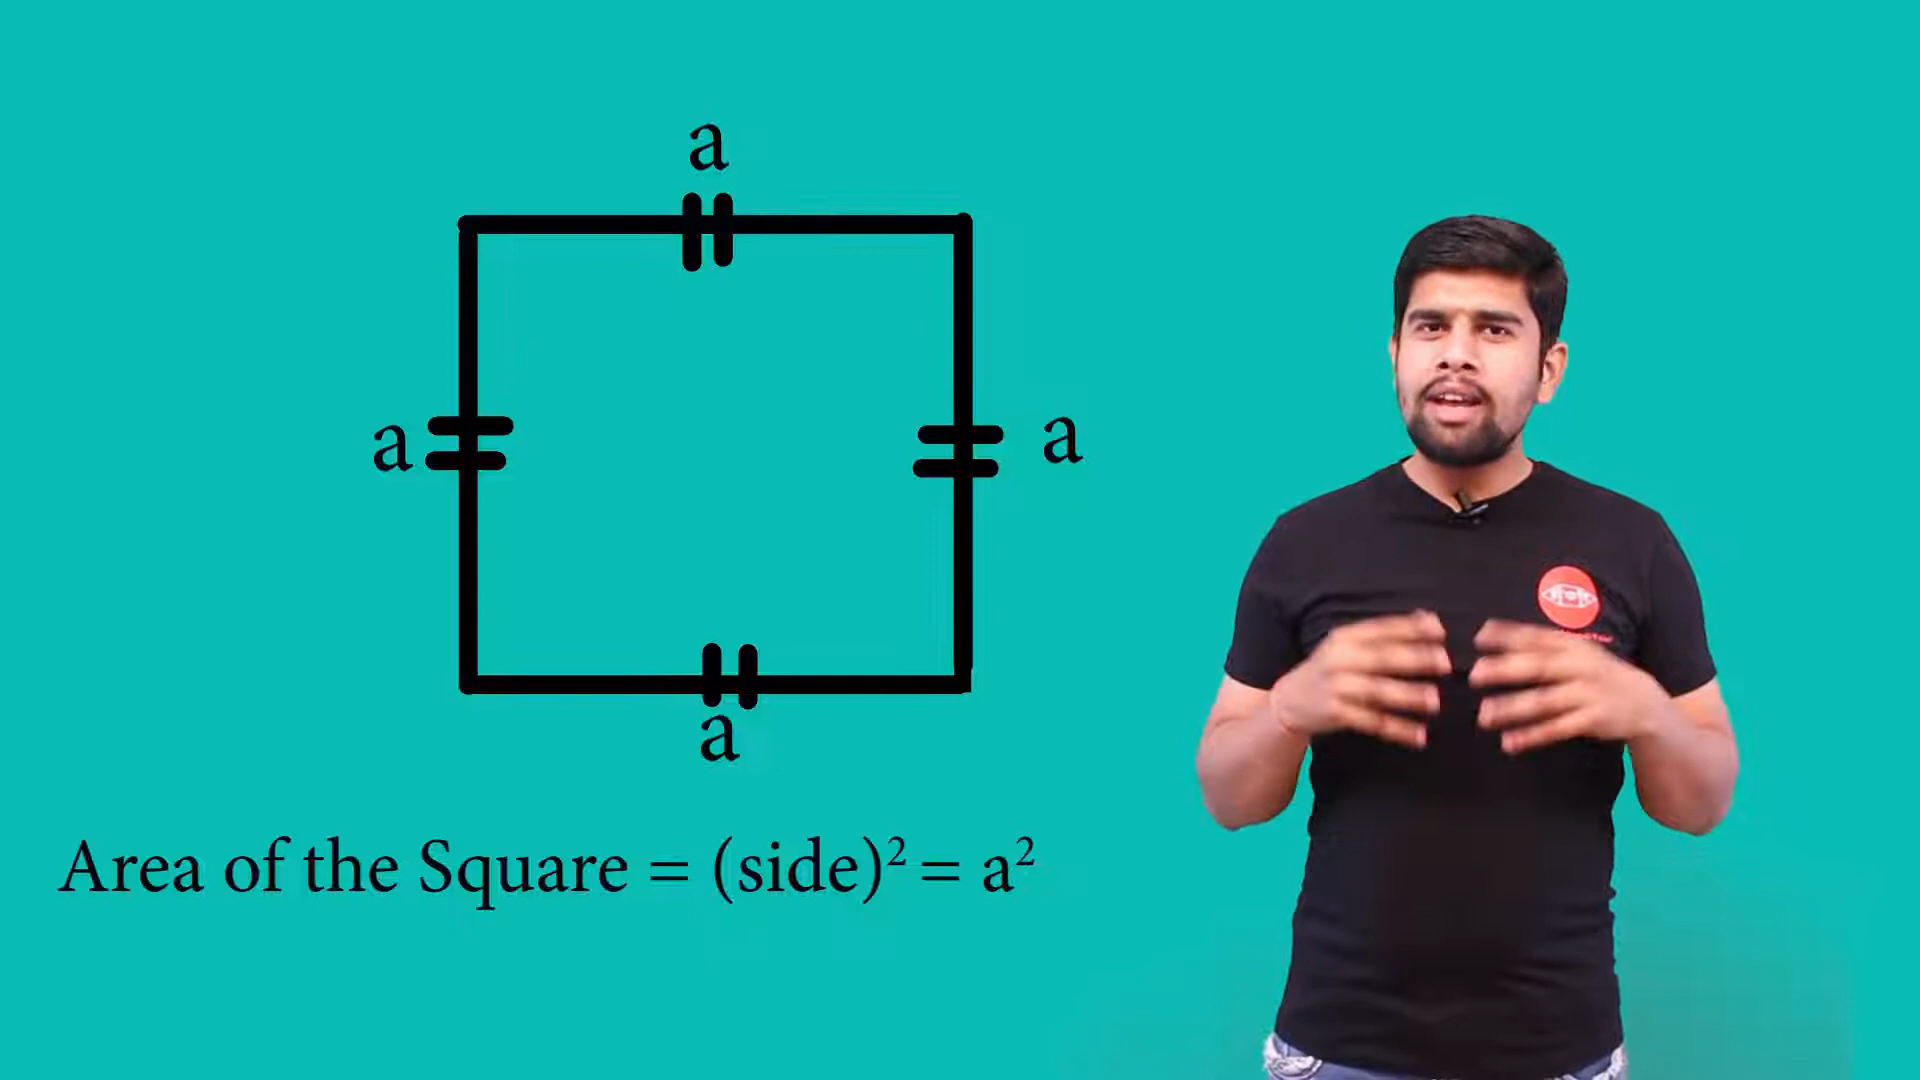 a
a
a
a
Area of the Square = (side)² = a²